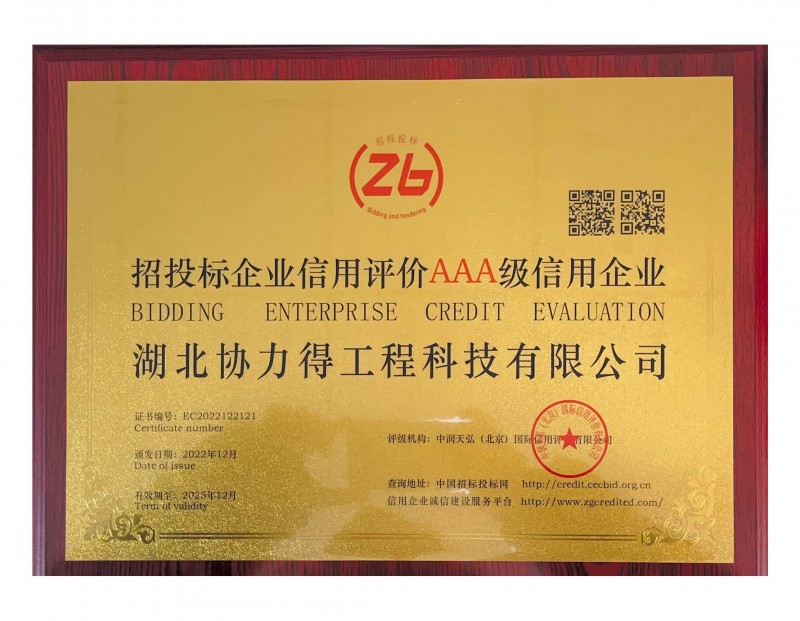 招标投标
Zb
Bidding and tendering
招投标企业信用评价AAA级信用企业
BIDDING ENTERPRISE CREDIT EVALUATION
湖北协力得工程科技有限公司
证书编号：EC2022122121
Certificate number
颁发日期：2022年12月
Date of issue
有效期至：2025年12月
Term of validity
评级机构：中润天弘（北京）国际信用评价有限公司
查询地址：中国招标投标网 http://credit.cecbid.org.cn
信用企业诚信建设服务平台 http://www.zgcredited.com/